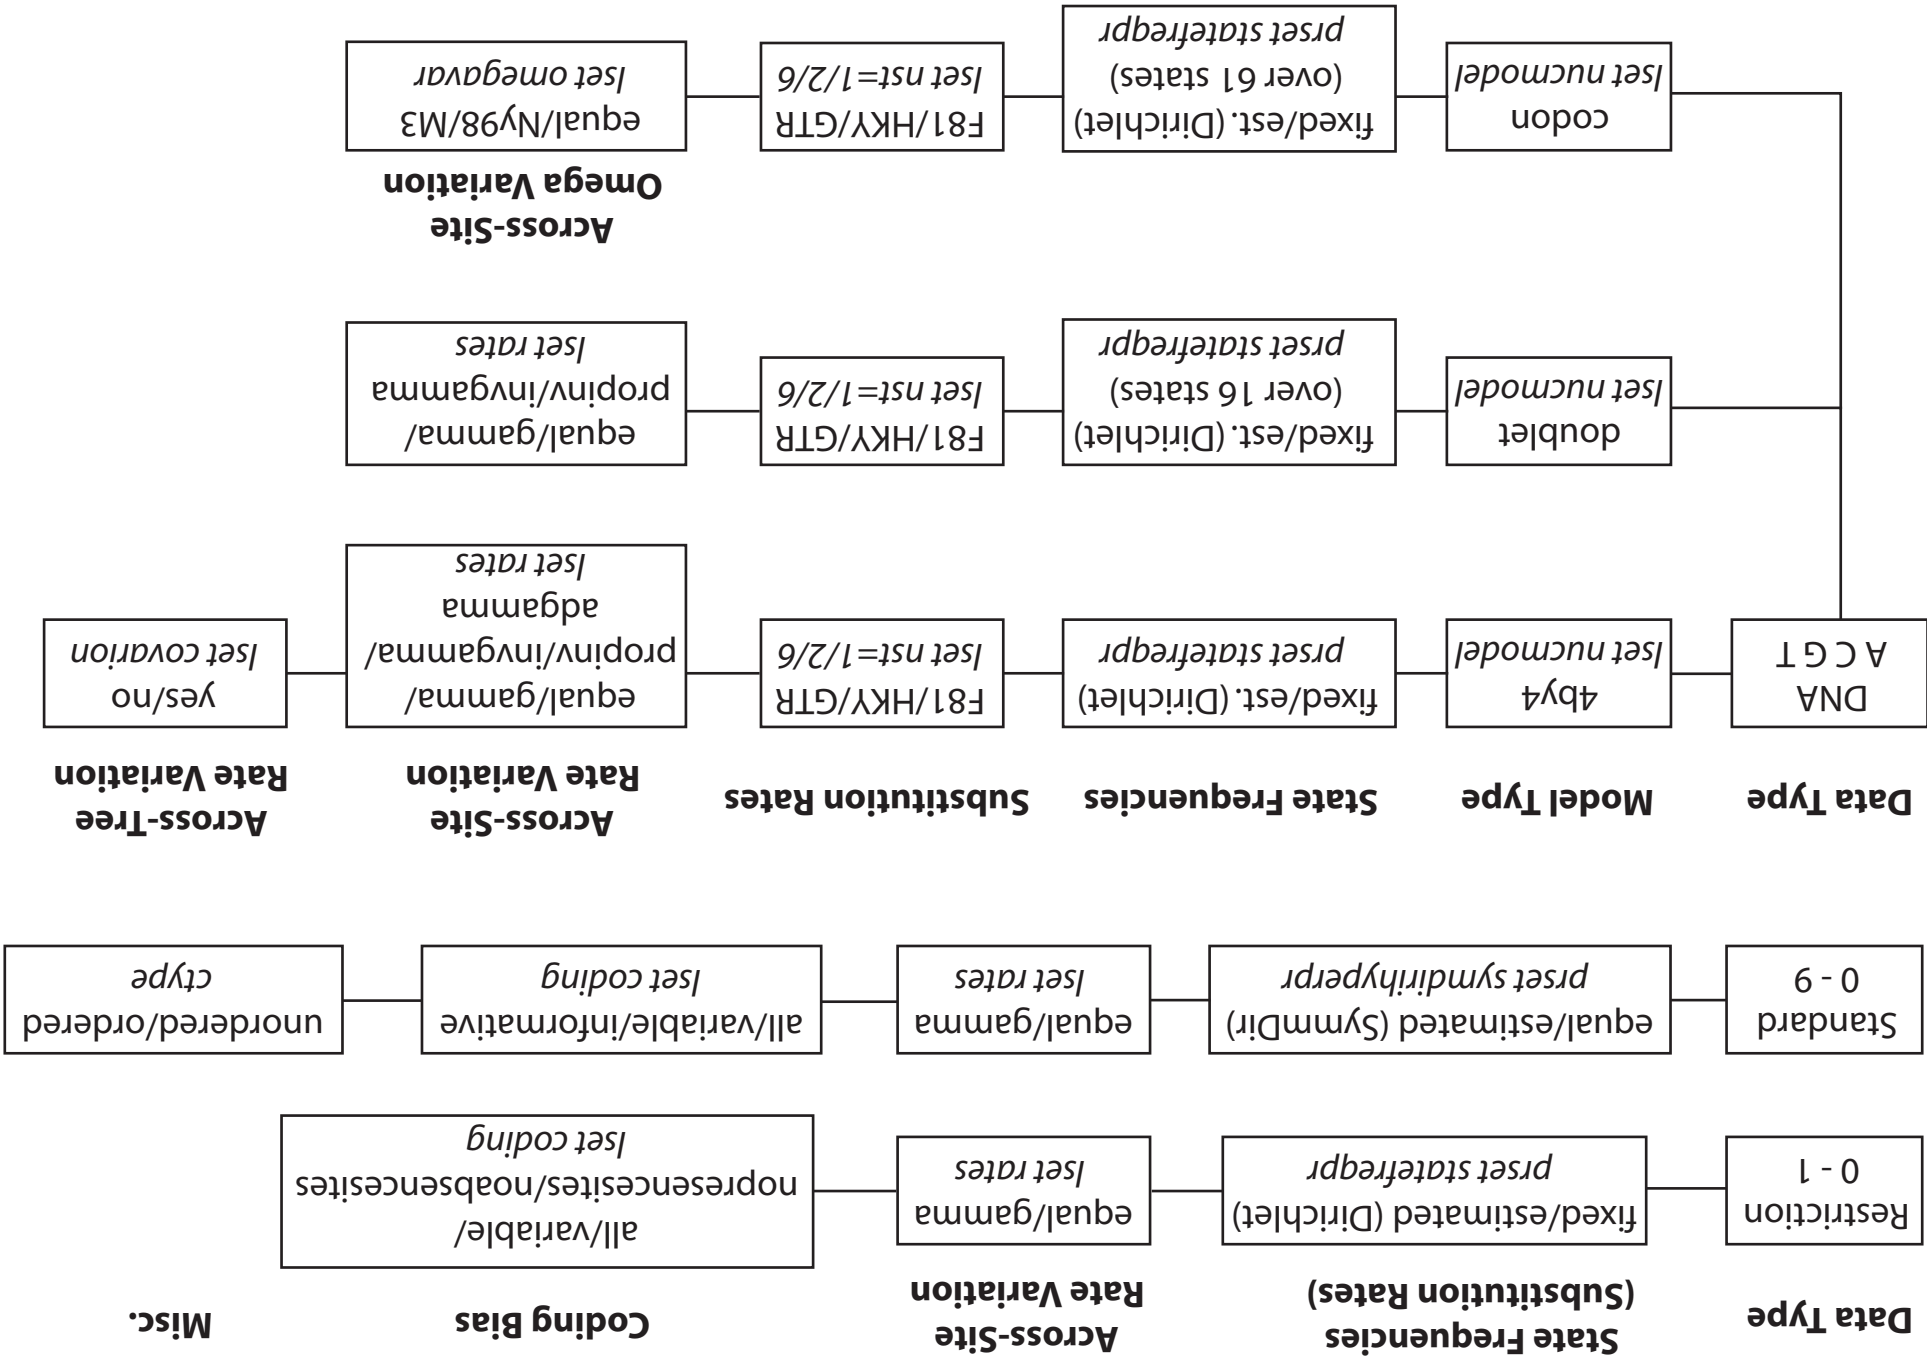 Data Type
State Frequencies
(Substitution Rates)
Across-Site
Rate Variation
Coding Bias
Misc.
Restriction
0 - 1
fixed/estimated (Dirichlet)
prset statefreqpr
equal/gamma
lset rates
all/variable/
nopresencesites/noabsencesites
lset coding
Standard
0 - 9
equal/estimated (SymmDir)
prset symdirihyperpr
equal/gamma
lset rates
all/variable/informative
lset coding
unordered/ordered
ctype
Data Type
Model Type
State Frequencies
Substitution Rates
Across-Site
Rate Variation
Across-Tree
Rate Variation
DNA
A C G T
4by4
lset nucmodel
fixed/est. (Dirichlet)
prset statefreqpr
F81/HKY/GTR
lset nst=1/2/6
equal/gamma/
propinv/invgamma/
adgamma
lset rates
yes/no
lset covarion
doublet
lset nucmodel
fixed/est. (Dirichlet)
(over 16 states)
prset statefreqpr
F81/HKY/GTR
lset nst=1/2/6
equal/gamma/
propinv/invgamma
lset rates
Across-Site
Omega Variation
codon
lset nucmodel
fixed/est. (Dirichlet)
(over 61 states)
prset statefreqpr
F81/HKY/GTR
lset nst=1/2/6
equal/Ny98/M3
lset omegavar